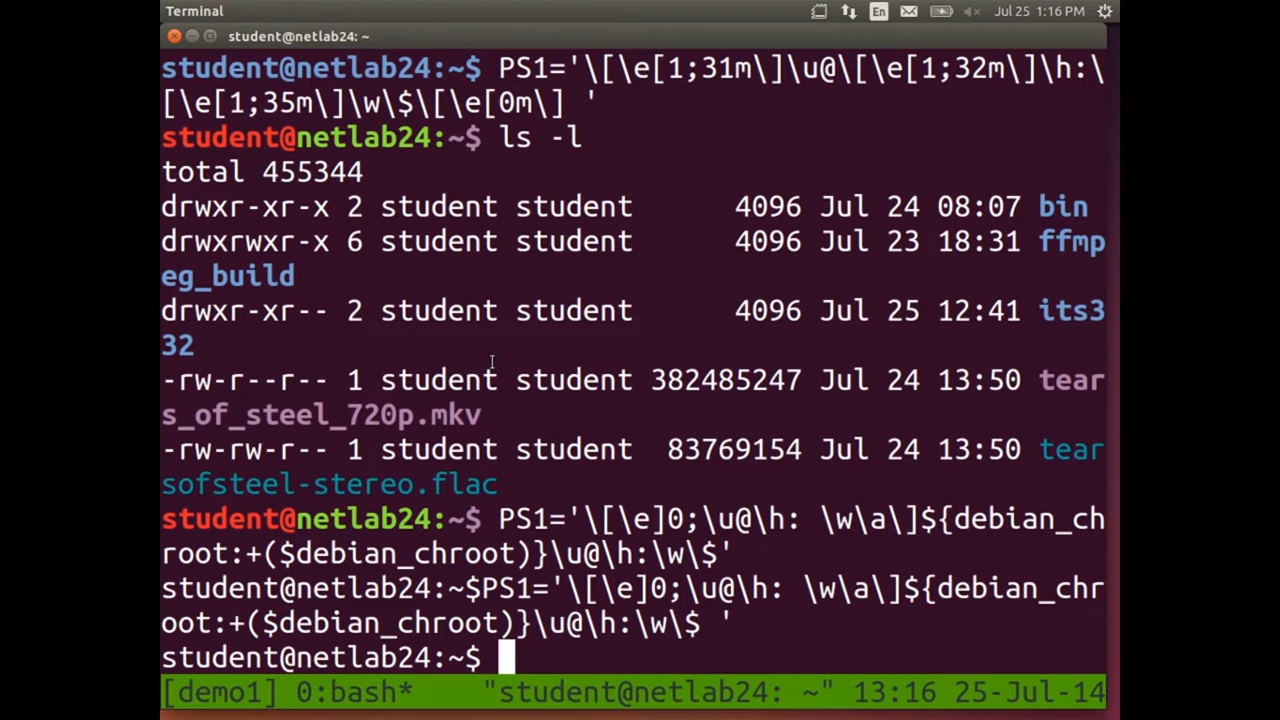 Terminal
En
Jul 25 1:16 PM
student@netlab24: ~
student@netlab24:~$ PS1='\[\e[1;31m\]\u@\[\e[1;32m\]\h:\
[\e[1;35m\]\w\$\[\e[0m\] '
student@netlab24:~$ ls -l
total 455344
drwxr-xr-x 2 student student 4096 Jul 24 08:07 bin
drwxrwxr-x 6 student student 4096 Jul 23 18:31 ffmp
eg_build
drwxr-xr-- 2 student student 4096 Jul 25 12:41 its3
32
-rw-r--r-- 1 student student 382485247 Jul 24 13:50 tear
s_of_steel_720p.mkv
-rw-rw-r-- 1 student student 83769154 Jul 24 13:50 tear
sofsteel-stereo.flac
student@netlab24:~$ PS1='\[\e]0;\u@\h: \w\a\]${debian_ch
root:+($debian_chroot)}\u@\h:\w\$'
student@netlab24:~$PS1='\[\e]0;\u@\h: \w\a\]${debian_chr
oot:+($debian_chroot)}\u@\h:\w\$ '
student@netlab24:~$
[demo1] 0:bash* "student@netlab24: ~" 13:16 25-Jul-14